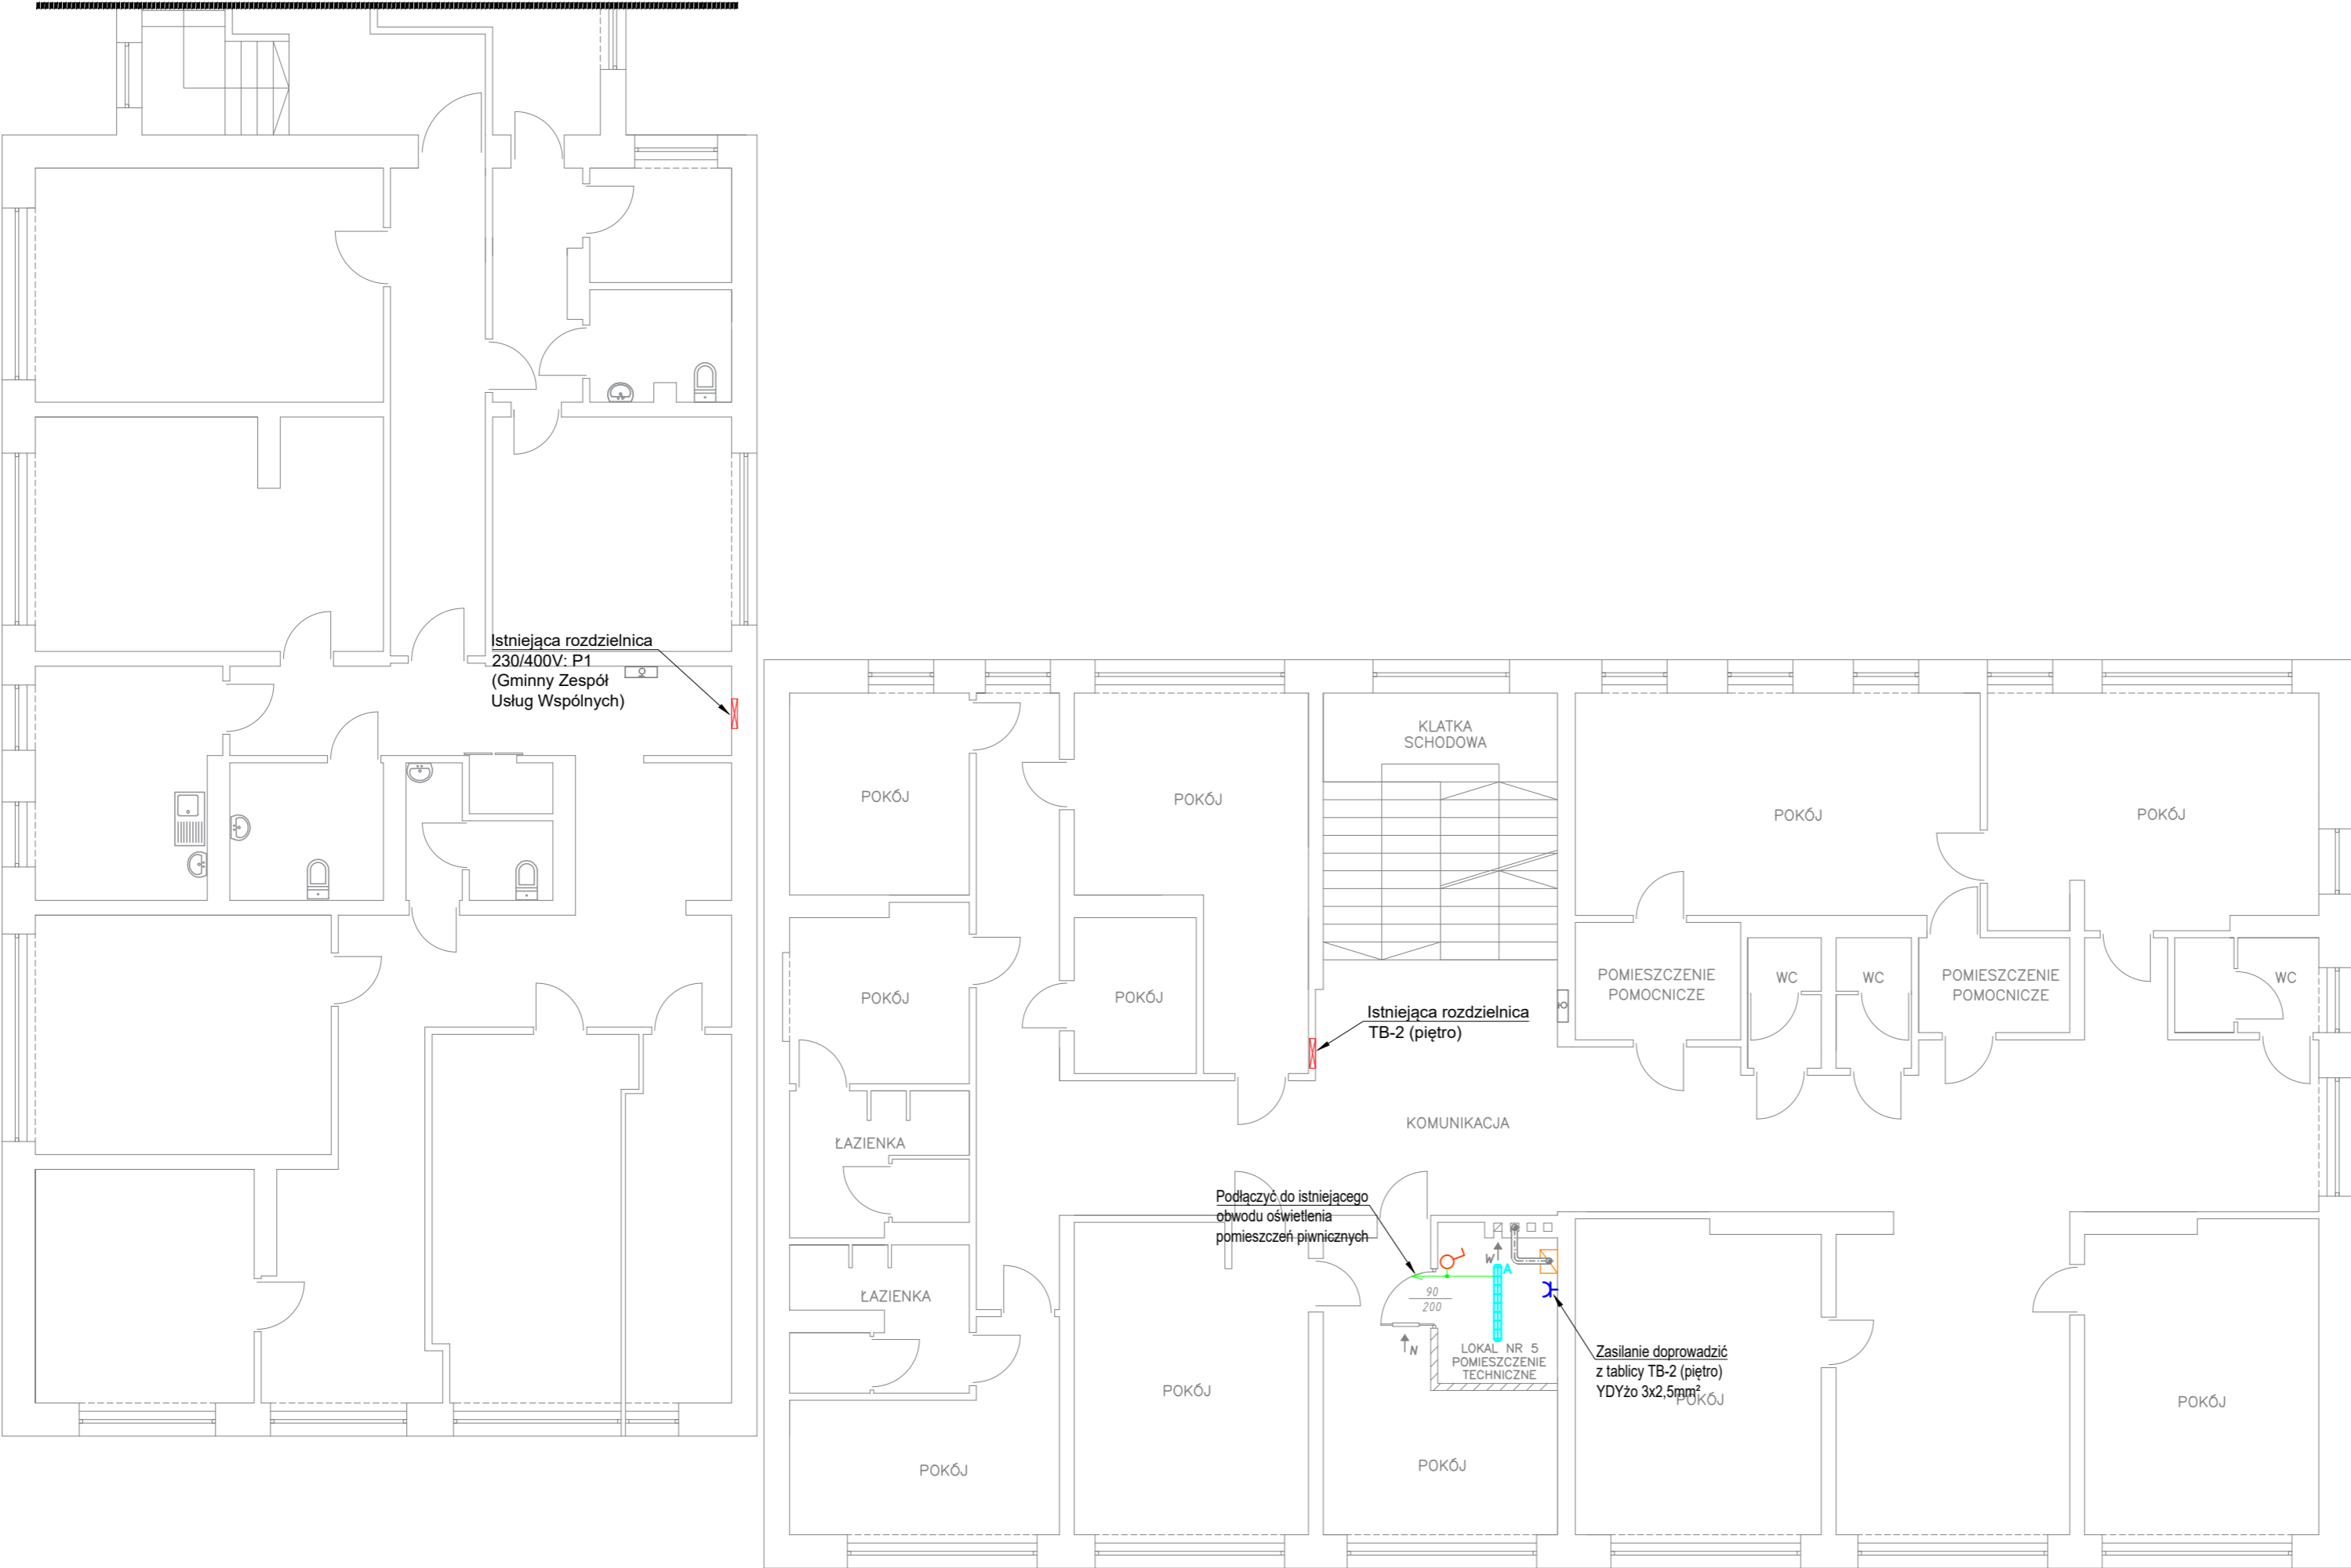 Istniejąca rozdzielnica
230/400V: P1
(Gminny Zespół
Usług Wspólnych)
KLATKA
SCHODOWA
POKÓJ
POKÓJ
POKÓJ
POKÓJ
POKÓJ
POKÓJ
POMIESZCZENIE
POMOCNICZE
WC
WC
POMIESZCZENIE
POMOCNICZE
WC
Istniejąca rozdzielnica
TB-2 (piętro)
KOMUNIKACJA
ŁAZIENKA
Podłączyć do istniejącego
obwodu oświetlenia
pomieszczeń piwnicznych
W
A
ŁAZIENKA
90
200
N
LOKAL NR 5
POMIESZCZENIE
TECHNICZNE
Zasilanie doprowadzić
z tablicy TB-2 (piętro)
YDYżo 3x2,5mm²
POKÓJ
POKÓJ
POKÓJ
POKÓJ
POKÓJ